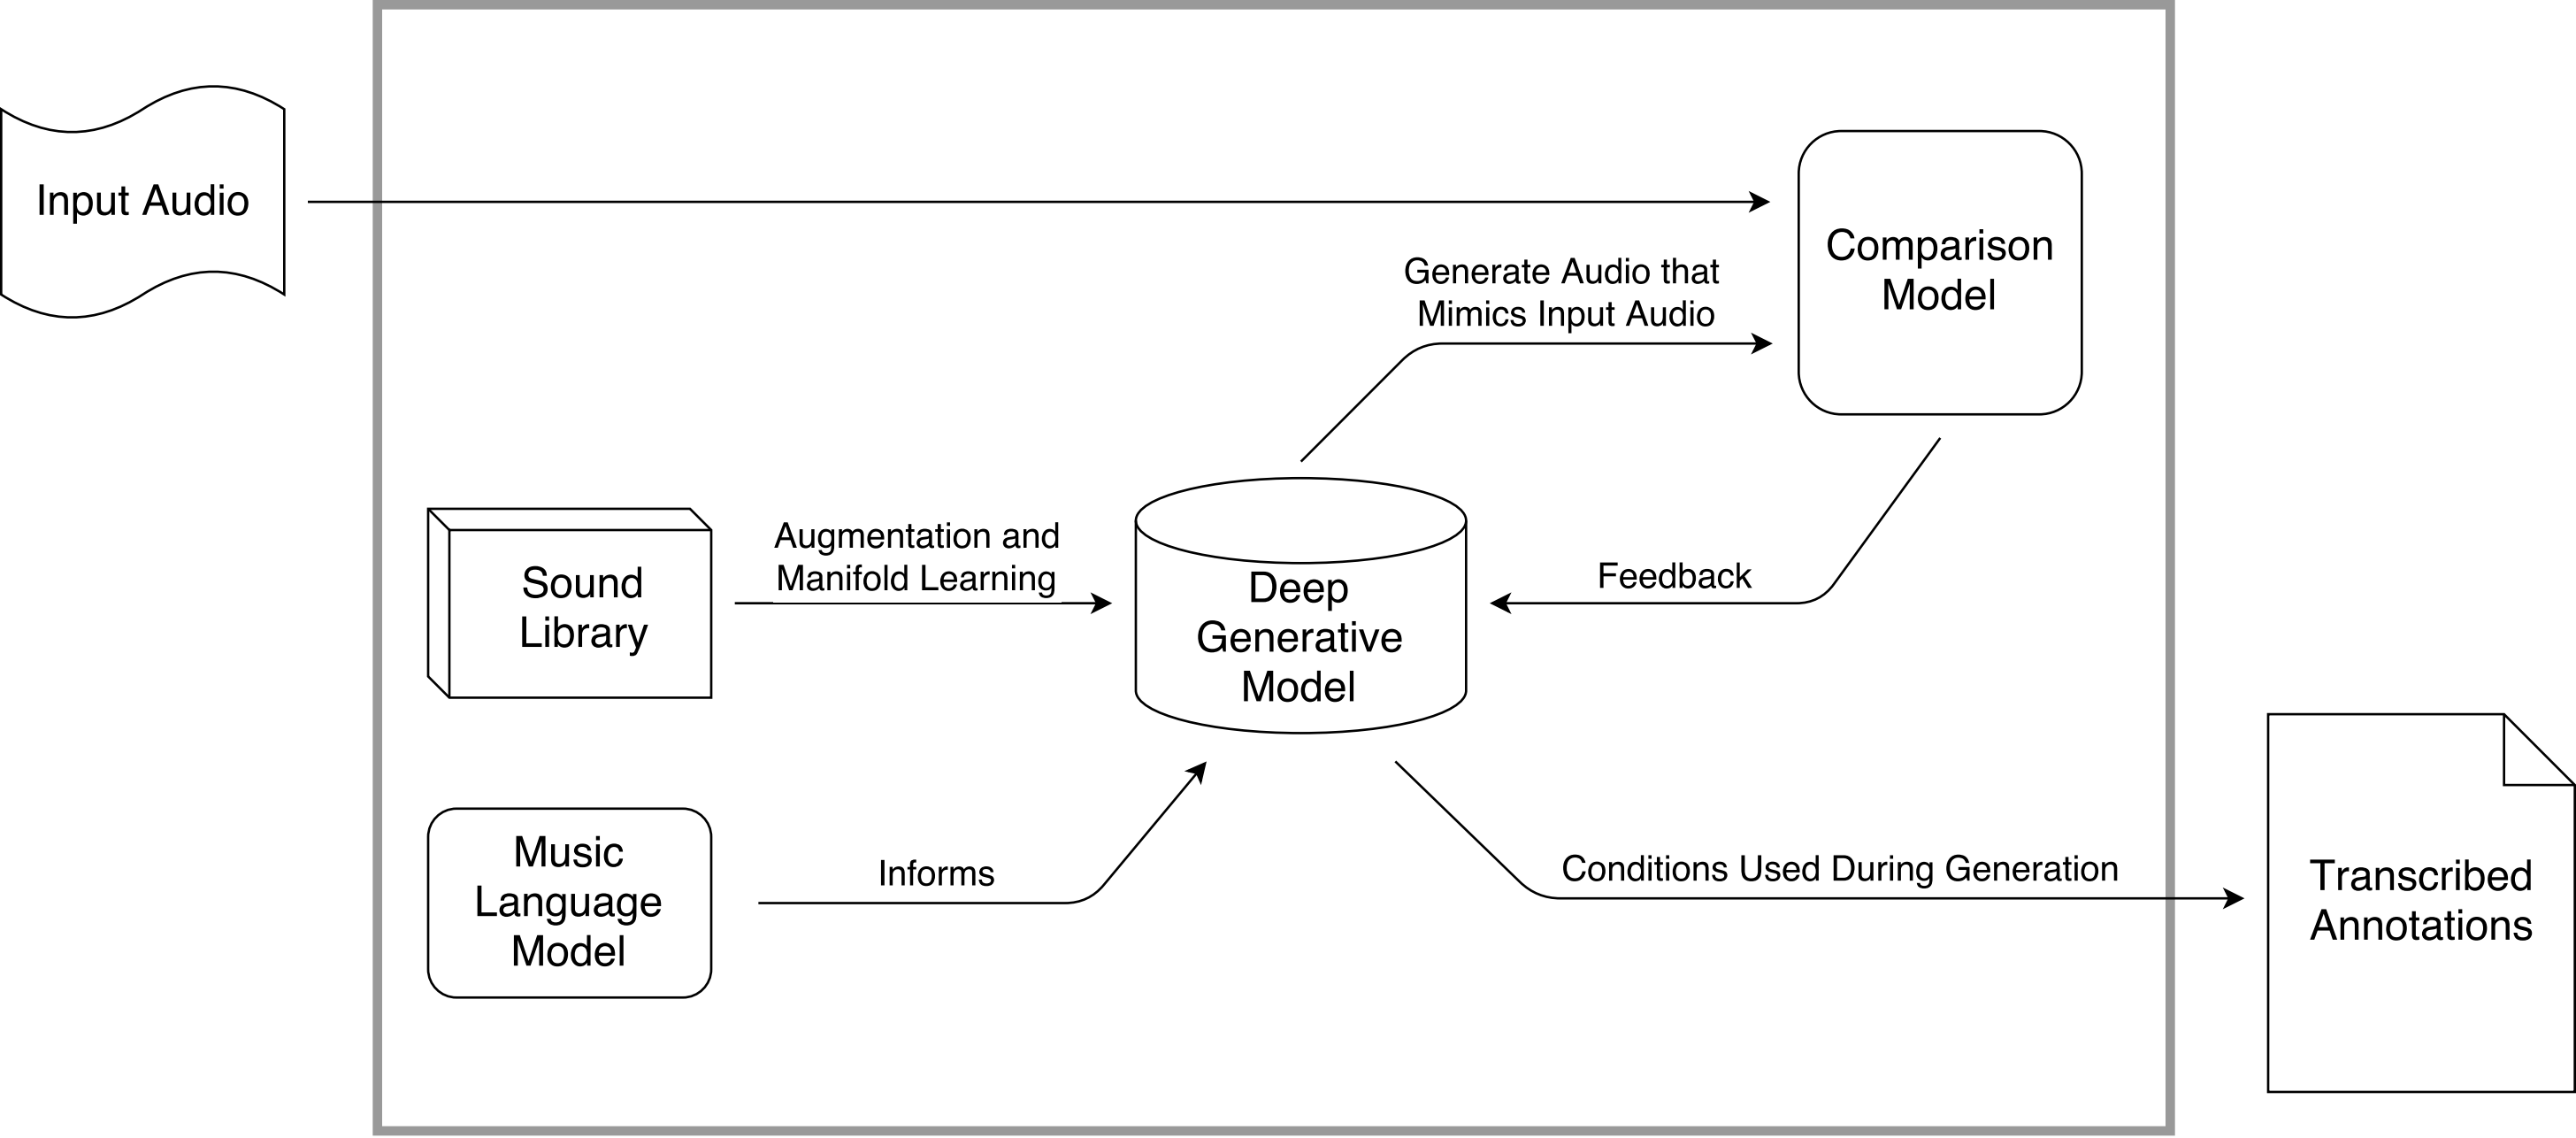 Input Audio
Comparison
Model
Generate Audio that
Mimics Input Audio
Augmentation and
Manifold Learning
Sound
Library
Deep
Generative
Model
Feedback
Music
Language
Model
Informs
Conditions Used During Generation
Transcribed
Annotations